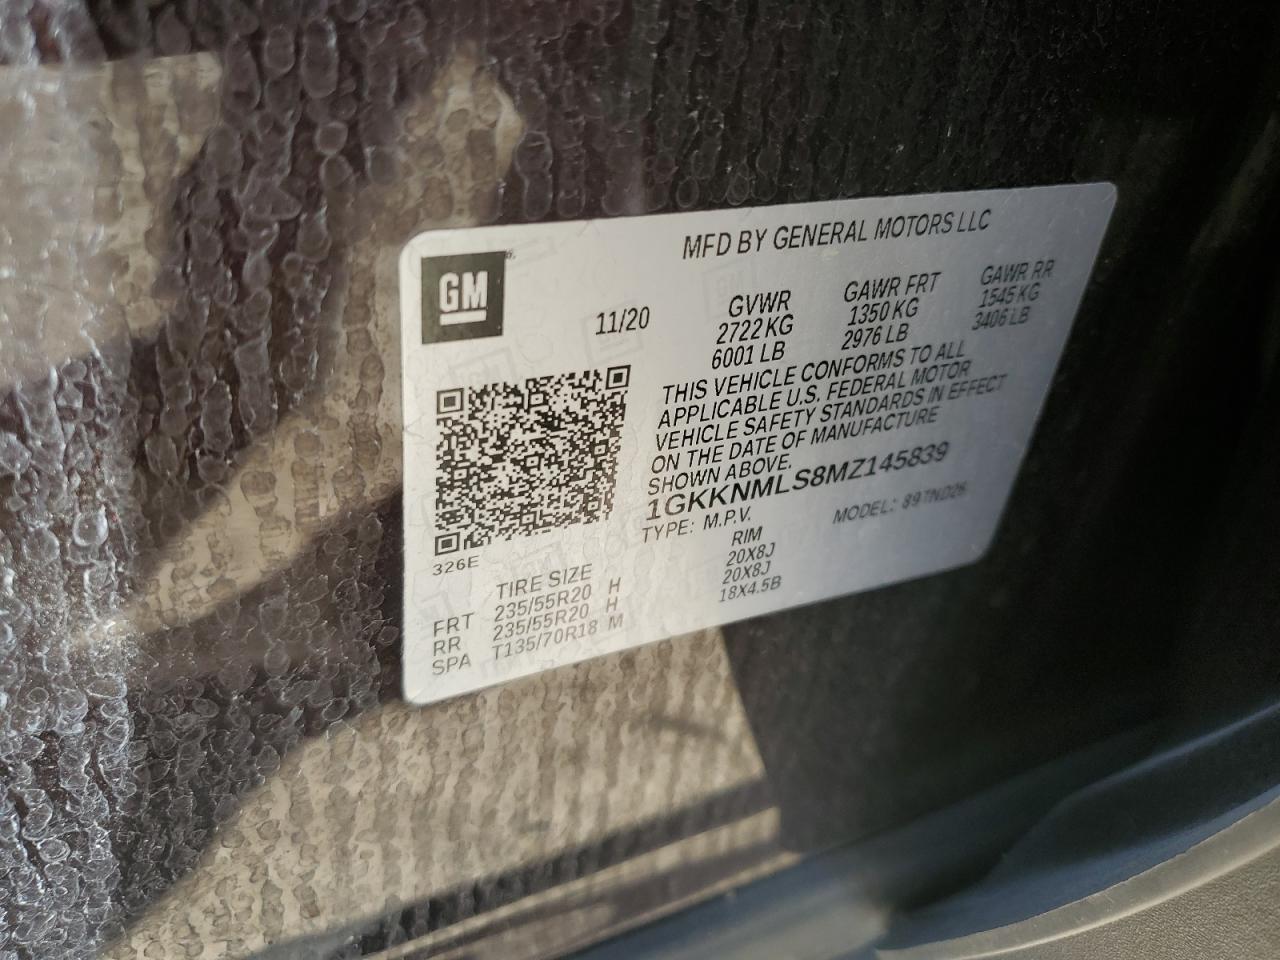 MFD BY GENERAL MOTORS LLC
GM
11/20
GVWR GAWR FRT GAWR RR
2722 KG 1350 KG 1545 KG
6001 LB 2976 LB 3406 LB
THIS VEHICLE CONFORMS TO ALL
APPLICABLE U.S. FEDERAL MOTOR
VEHICLE SAFETY STANDARDS IN EFFECT
ON THE DATE OF MANUFACTURE
SHOWN ABOVE.
1GKKNMLS8MZ145839
TYPE: M.P.V. MODEL:
326E
TIRE SIZE RIM
FRT 235/55R20 H 20X8J
RR 235/55R20 H 20X8J
SPA T135/70R18 M 18X4.5B